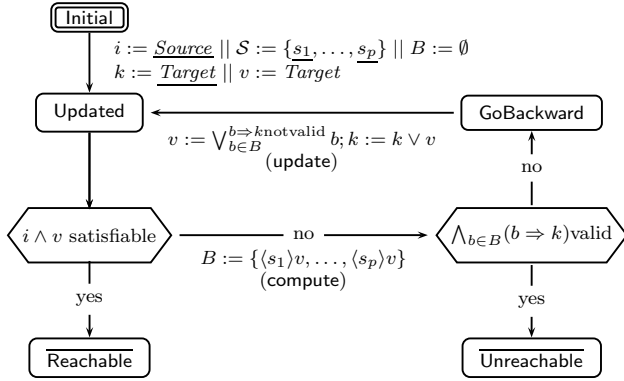 Initial
i := Source || S := {s₁, . . . , sₚ} || B := ∅
k := Target || v := Target
Updated
GoBackward
v := ⋁_{b∈B}^{b⇒knotvalid} b; k := k ∨ v
(update)
no
i ∧ v satisfiable
no
⋀_{b∈B}(b ⇒ k)valid
B := {⟨s₁⟩v, . . . , ⟨sₚ⟩v}
(compute)
yes
yes
Reachable
Unreachable